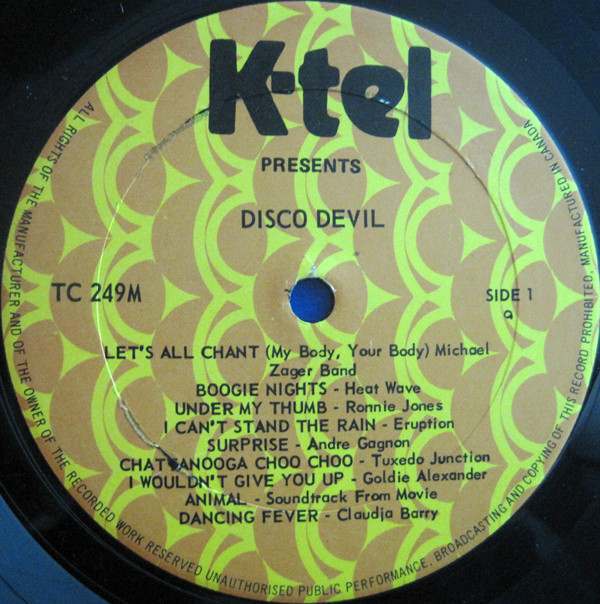 K-tel
PRESENTS
DISCO DEVIL
TC 249M
SIDE 1
LET'S ALL CHANT (My Body, Your Body) Michael
Zager Band
BOOGIE NIGHTS - Heat Wave
UNDER MY THUMB - Ronnie Jones
I CAN'T STAND THE RAIN - Eruption
SURPRISE - Andre Gagnon
CHATTANOOGA CHOO CHOO - Tuxedo Junction
I WOULDN'T GIVE YOU UP - Goldie Alexander
ANIMAL - Soundtrack From Movie
DANCING FEVER - Claudja Barry
ALL RIGHTS OF THE MANUFACTURER AND OF THE OWNER OF THE RECORDED WORK RESERVED UNAUTHORISED PUBLIC PERFORMANCE, BROADCASTING AND COPYING OF THIS RECORD PROHIBITED, MANUFACTURED IN CANADA